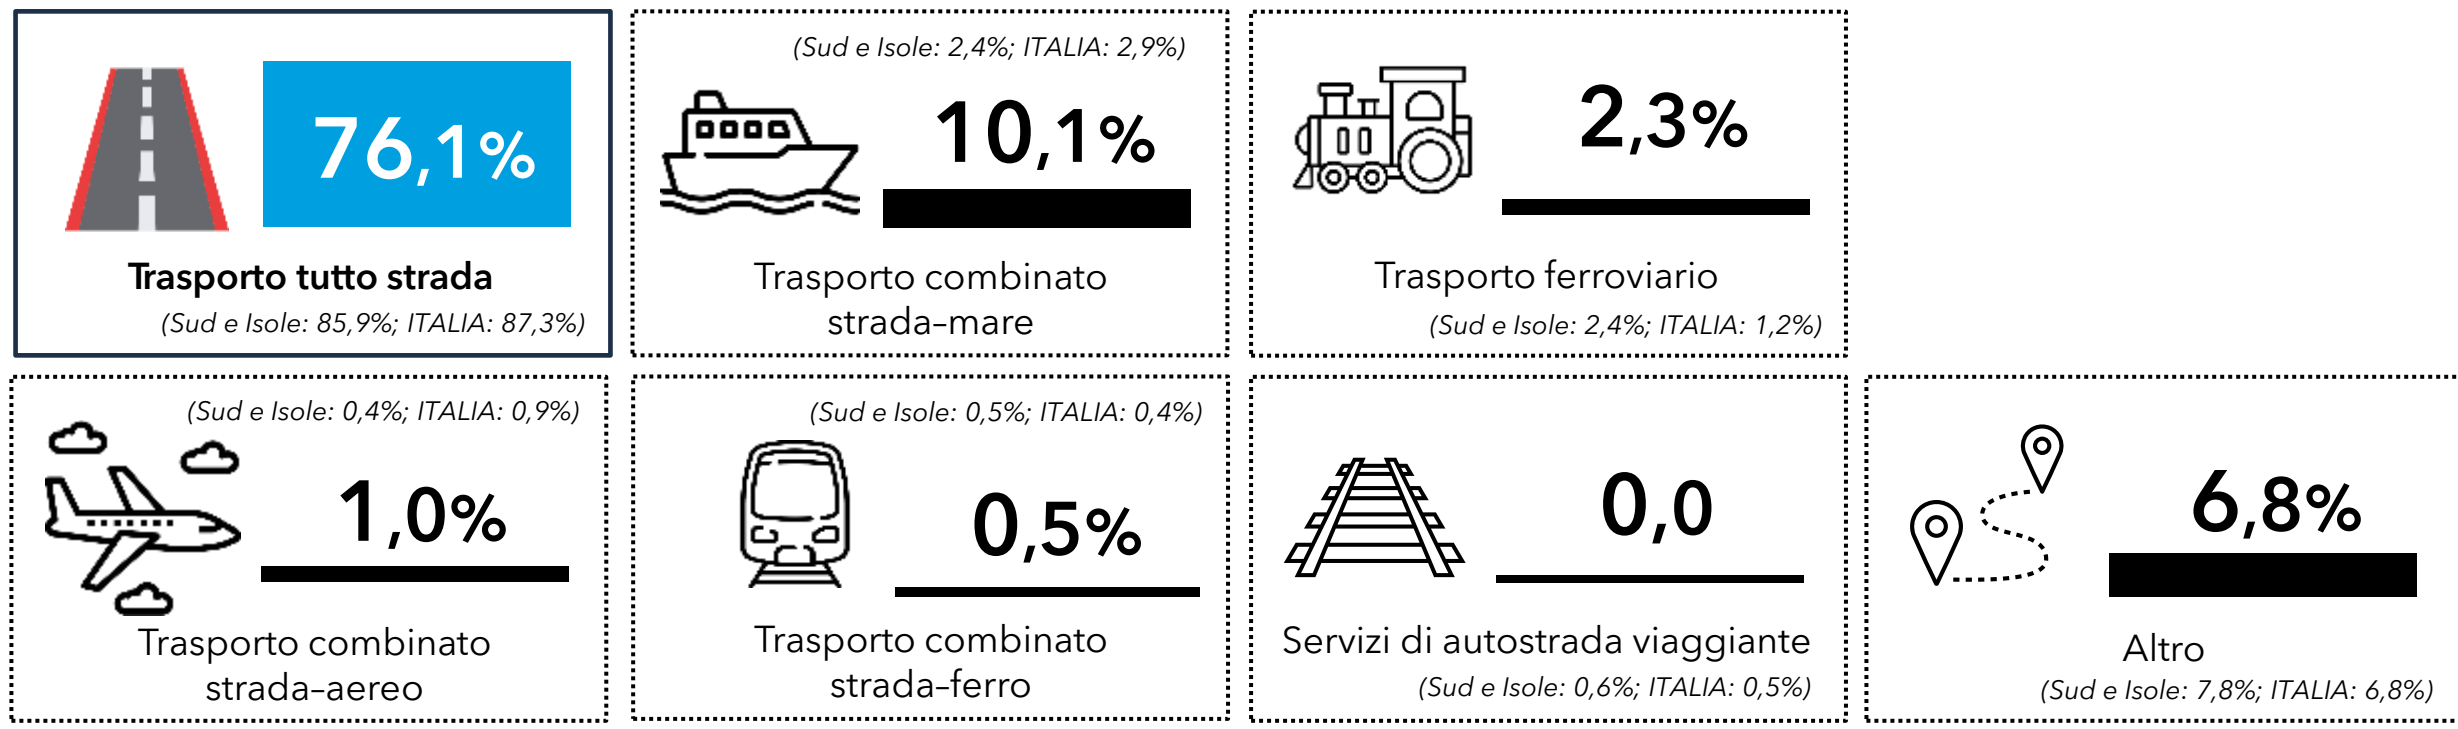 76,1%
Trasporto tutto strada
(Sud e Isole: 85,9%; ITALIA: 87,3%)
(Sud e Isole: 2,4%; ITALIA: 2,9%)
10,1%
Trasporto combinato
strada-mare
2,3%
Trasporto ferroviario
(Sud e Isole: 2,4%; ITALIA: 1,2%)
(Sud e Isole: 0,4%; ITALIA: 0,9%)
1,0%
Trasporto combinato
strada-aereo
(Sud e Isole: 0,5%; ITALIA: 0,4%)
0,5%
Trasporto combinato
strada-ferro
0,0
Servizi di autostrada viaggiante
(Sud e Isole: 0,6%; ITALIA: 0,5%)
6,8%
Altro
(Sud e Isole: 7,8%; ITALIA: 6,8%)